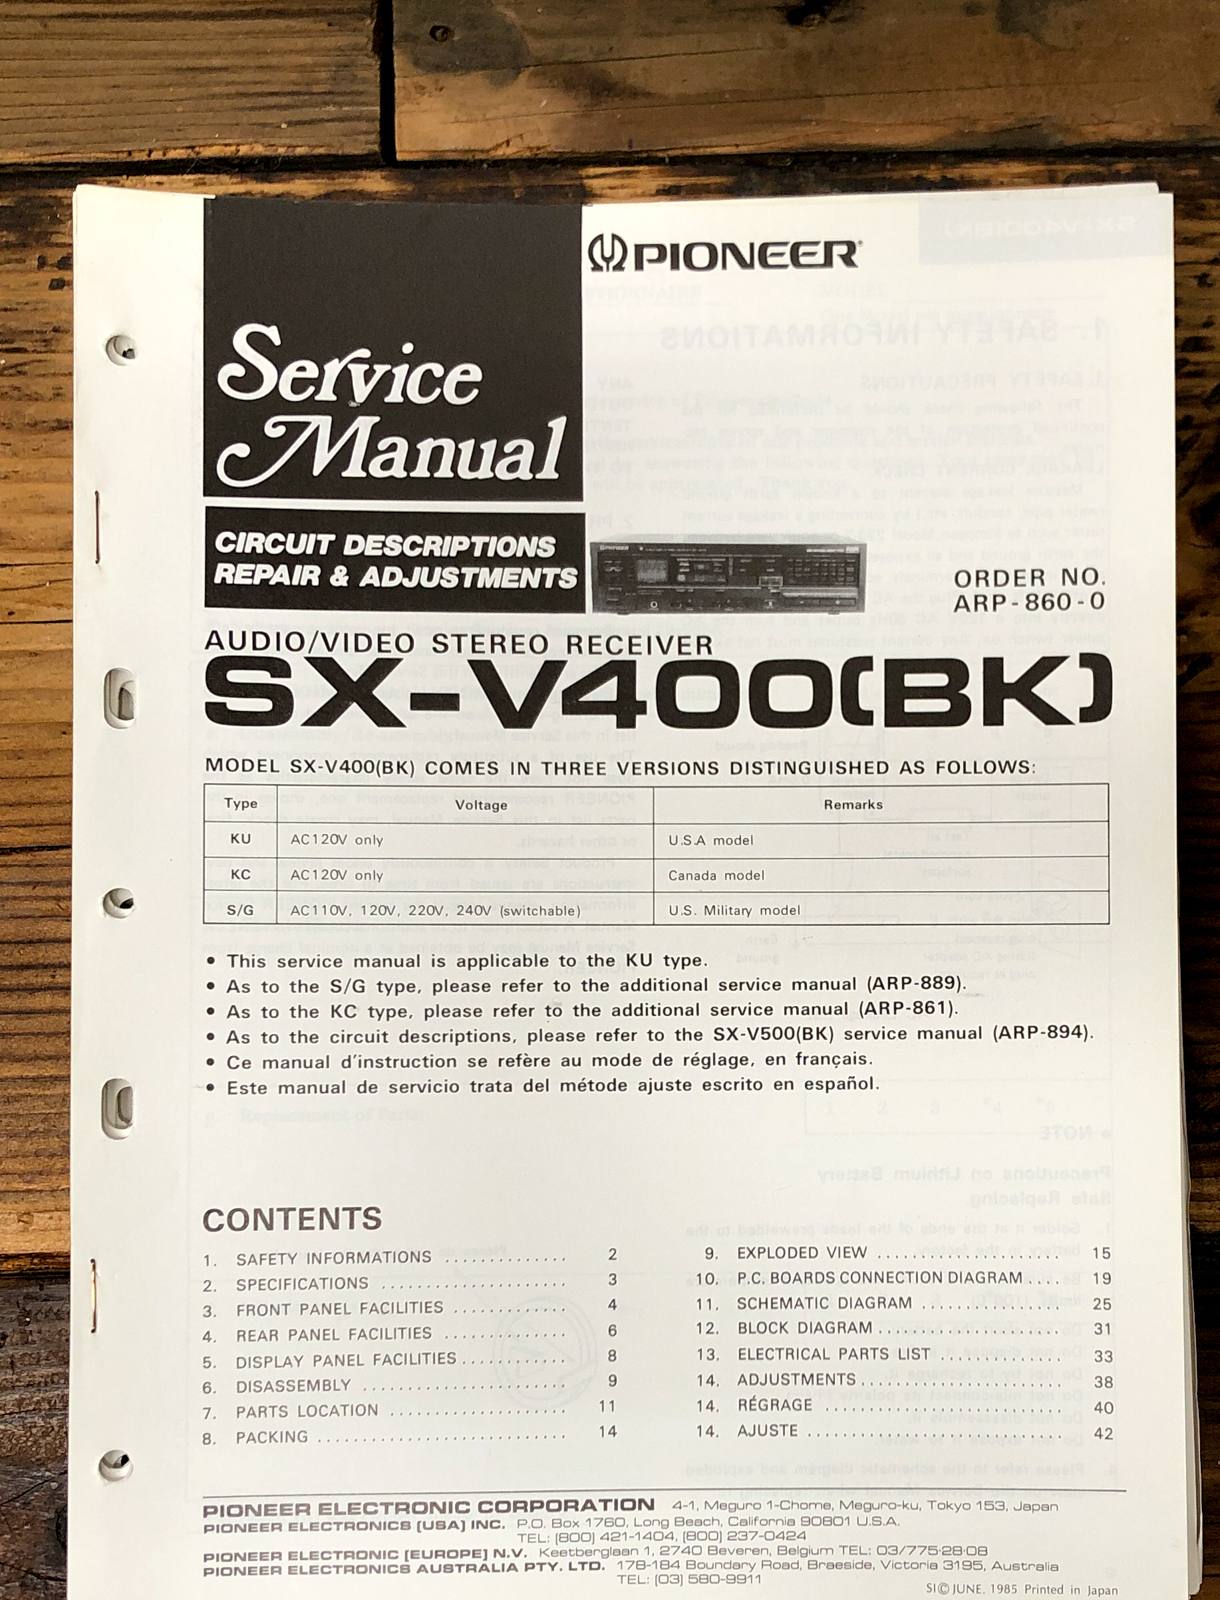 PIONEER
Service
Manual
CIRCUIT DESCRIPTIONS
REPAIR & ADJUSTMENTS
ORDER NO.
ARP-860-0
AUDIO/VIDEO STEREO RECEIVER
SX-V400(BK)
MODEL SX-V400(BK) COMES IN THREE VERSIONS DISTINGUISHED AS FOLLOWS:
Type Voltage Remarks
KU AC120V only U.S.A model
KC AC120V only Canada model
S/G AC110V, 120V, 220V, 240V (switchable) U.S. Military model
• This service manual is applicable to the KU type.
• As to the S/G type, please refer to the additional service manual (ARP-889).
• As to the KC type, please refer to the additional service manual (ARP-861).
• As to the circuit descriptions, please refer to the SX-V500(BK) service manual (ARP-894).
• Ce manual d'instruction se refère au mode de réglage, en français.
• Este manual de servicio trata del método ajuste escrito en español.
CONTENTS
1. SAFETY INFORMATIONS ............. 2
2. SPECIFICATIONS .................... 3
3. FRONT PANEL FACILITIES ............ 4
4. REAR PANEL FACILITIES ............. 6
5. DISPLAY PANEL FACILITIES ........... 8
6. DISASSEMBLY ...................... 9
7. PARTS LOCATION ................... 11
8. PACKING .......................... 14
9. EXPLODED VIEW .................... 15
10. P.C. BOARDS CONNECTION DIAGRAM .... 19
11. SCHEMATIC DIAGRAM ............... 25
12. BLOCK DIAGRAM .................... 31
13. ELECTRICAL PARTS LIST ............. 33
14. ADJUSTMENTS ...................... 38
14. RÉGRAGE .......................... 40
14. AJUSTE ............................ 42
PIONEER ELECTRONIC CORPORATION 4-1, Meguro 1-Chome, Meguro-ku, Tokyo 153, Japan
PIONEER ELECTRONICS (USA) INC. P.O. Box 1760, Long Beach, California 90801 U.S.A.
TEL: (800) 421-1404, (800) 237-0424
PIONEER ELECTRONIC (EUROPE) N.V. Keetberglaan 1, 2740 Beveren, Belgium TEL: 03/775·28·08
PIONEER ELECTRONICS AUSTRALIA PTY. LTD. 178-184 Boundary Road, Braeside, Victoria 3195, Australia
TEL: (03) 580-9911
SI © JUNE. 1985 Printed in Japan